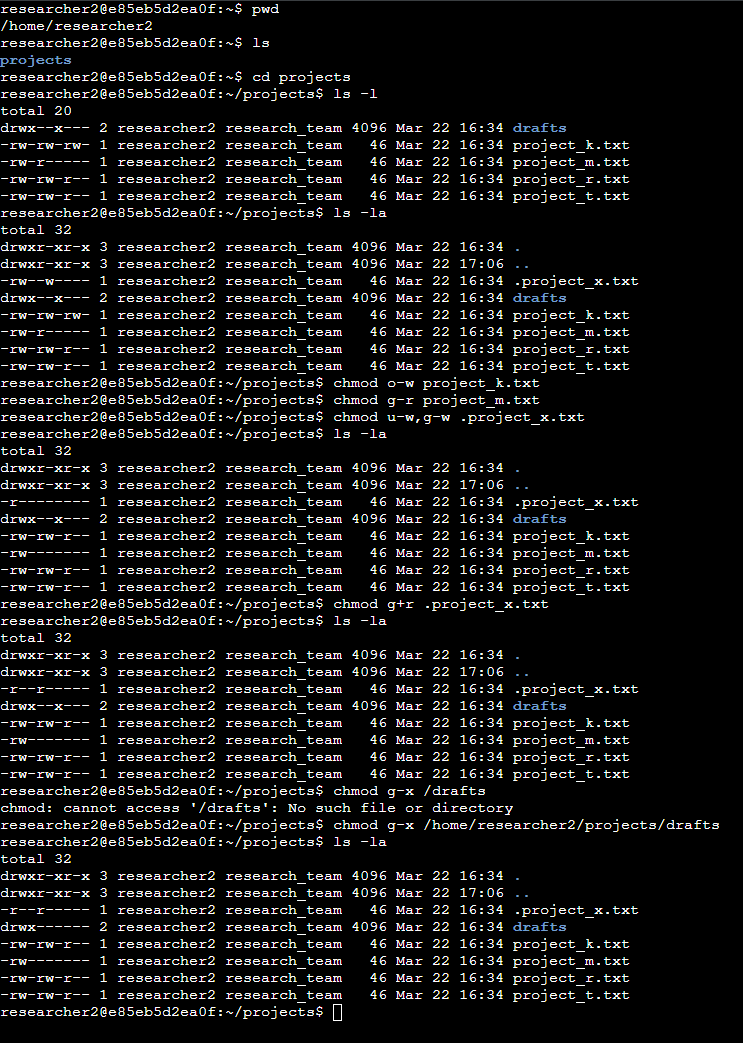 researcher2@e85eb5d2ea0f:~$ pwd
/home/researcher2
researcher2@e85eb5d2ea0f:~$ ls
projects
researcher2@e85eb5d2ea0f:~$ cd projects
researcher2@e85eb5d2ea0f:~/projects$ ls -l
total 20
drwx--x--- 2 researcher2 research_team 4096 Mar 22 16:34 drafts
-rw-rw-rw- 1 researcher2 research_team   46 Mar 22 16:34 project_k.txt
-rw-r----- 1 researcher2 research_team   46 Mar 22 16:34 project_m.txt
-rw-rw-r-- 1 researcher2 research_team   46 Mar 22 16:34 project_r.txt
-rw-rw-r-- 1 researcher2 research_team   46 Mar 22 16:34 project_t.txt
researcher2@e85eb5d2ea0f:~/projects$ ls -la
total 32
drwxr-xr-x 3 researcher2 research_team 4096 Mar 22 16:34 .
drwxr-xr-x 3 researcher2 research_team 4096 Mar 22 17:06 ..
-rw--w---- 1 researcher2 research_team   46 Mar 22 16:34 .project_x.txt
drwx--x--- 2 researcher2 research_team 4096 Mar 22 16:34 drafts
-rw-rw-rw- 1 researcher2 research_team   46 Mar 22 16:34 project_k.txt
-rw-r----- 1 researcher2 research_team   46 Mar 22 16:34 project_m.txt
-rw-rw-r-- 1 researcher2 research_team   46 Mar 22 16:34 project_r.txt
-rw-rw-r-- 1 researcher2 research_team   46 Mar 22 16:34 project_t.txt
researcher2@e85eb5d2ea0f:~/projects$ chmod o-w project_k.txt
researcher2@e85eb5d2ea0f:~/projects$ chmod g-r project_m.txt
researcher2@e85eb5d2ea0f:~/projects$ chmod u-w,g-w .project_x.txt
researcher2@e85eb5d2ea0f:~/projects$ ls -la
total 32
drwxr-xr-x 3 researcher2 research_team 4096 Mar 22 16:34 .
drwxr-xr-x 3 researcher2 research_team 4096 Mar 22 17:06 ..
-r-------- 1 researcher2 research_team   46 Mar 22 16:34 .project_x.txt
drwx--x--- 2 researcher2 research_team 4096 Mar 22 16:34 drafts
-rw-rw-r-- 1 researcher2 research_team   46 Mar 22 16:34 project_k.txt
-rw------- 1 researcher2 research_team   46 Mar 22 16:34 project_m.txt
-rw-rw-r-- 1 researcher2 research_team   46 Mar 22 16:34 project_r.txt
-rw-rw-r-- 1 researcher2 research_team   46 Mar 22 16:34 project_t.txt
researcher2@e85eb5d2ea0f:~/projects$ chmod g+r .project_x.txt
researcher2@e85eb5d2ea0f:~/projects$ ls -la
total 32
drwxr-xr-x 3 researcher2 research_team 4096 Mar 22 16:34 .
drwxr-xr-x 3 researcher2 research_team 4096 Mar 22 17:06 ..
-r--r----- 1 researcher2 research_team   46 Mar 22 16:34 .project_x.txt
drwx--x--- 2 researcher2 research_team 4096 Mar 22 16:34 drafts
-rw-rw-r-- 1 researcher2 research_team   46 Mar 22 16:34 project_k.txt
-rw------- 1 researcher2 research_team   46 Mar 22 16:34 project_m.txt
-rw-rw-r-- 1 researcher2 research_team   46 Mar 22 16:34 project_r.txt
-rw-rw-r-- 1 researcher2 research_team   46 Mar 22 16:34 project_t.txt
researcher2@e85eb5d2ea0f:~/projects$ chmod g-x /drafts
chmod: cannot access '/drafts': No such file or directory
researcher2@e85eb5d2ea0f:~/projects$ chmod g-x /home/researcher2/projects/drafts
researcher2@e85eb5d2ea0f:~/projects$ ls -la
total 32
drwxr-xr-x 3 researcher2 research_team 4096 Mar 22 16:34 .
drwxr-xr-x 3 researcher2 research_team 4096 Mar 22 17:06 ..
-r--r----- 1 researcher2 research_team   46 Mar 22 16:34 .project_x.txt
drwx------ 2 researcher2 research_team 4096 Mar 22 16:34 drafts
-rw-rw-r-- 1 researcher2 research_team   46 Mar 22 16:34 project_k.txt
-rw------- 1 researcher2 research_team   46 Mar 22 16:34 project_m.txt
-rw-rw-r-- 1 researcher2 research_team   46 Mar 22 16:34 project_r.txt
-rw-rw-r-- 1 researcher2 research_team   46 Mar 22 16:34 project_t.txt
researcher2@e85eb5d2ea0f:~/projects$